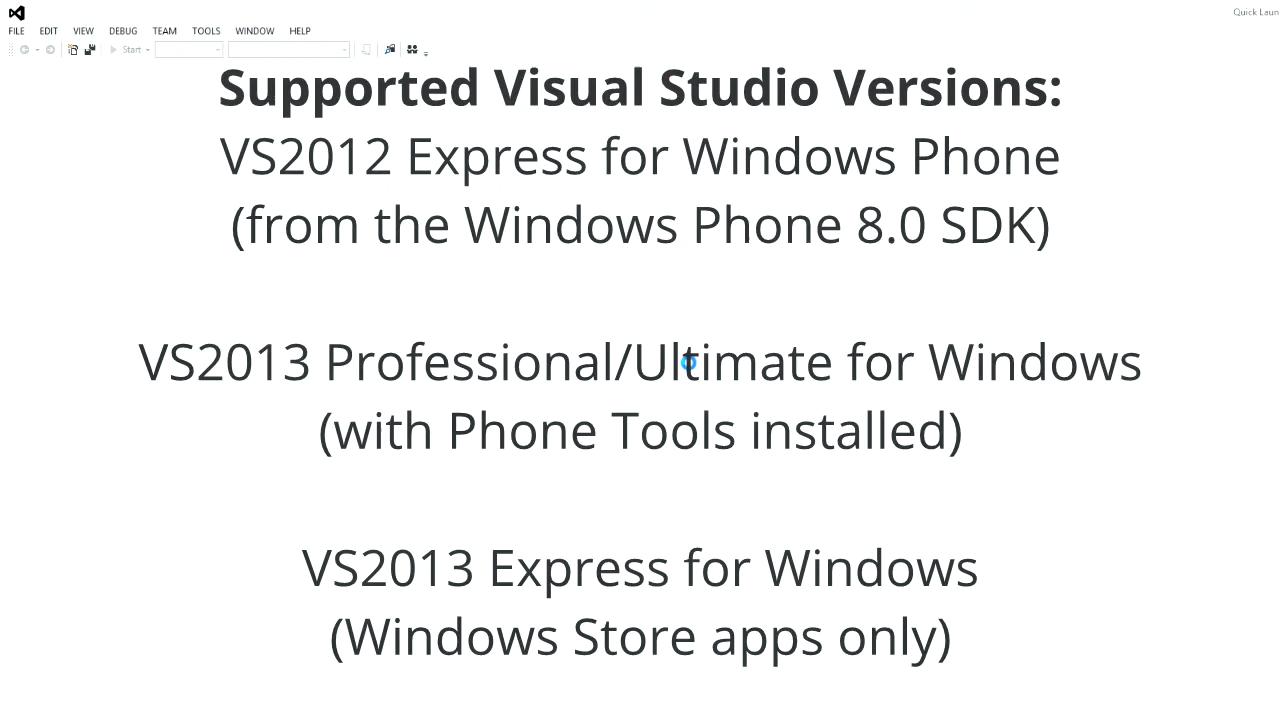 Quick Laun
FILE EDIT VIEW DEBUG TEAM TOOLS WINDOW HELP
Start
Supported Visual Studio Versions:
VS2012 Express for Windows Phone
(from the Windows Phone 8.0 SDK)
VS2013 Professional/Ultimate for Windows
(with Phone Tools installed)
VS2013 Express for Windows
(Windows Store apps only)